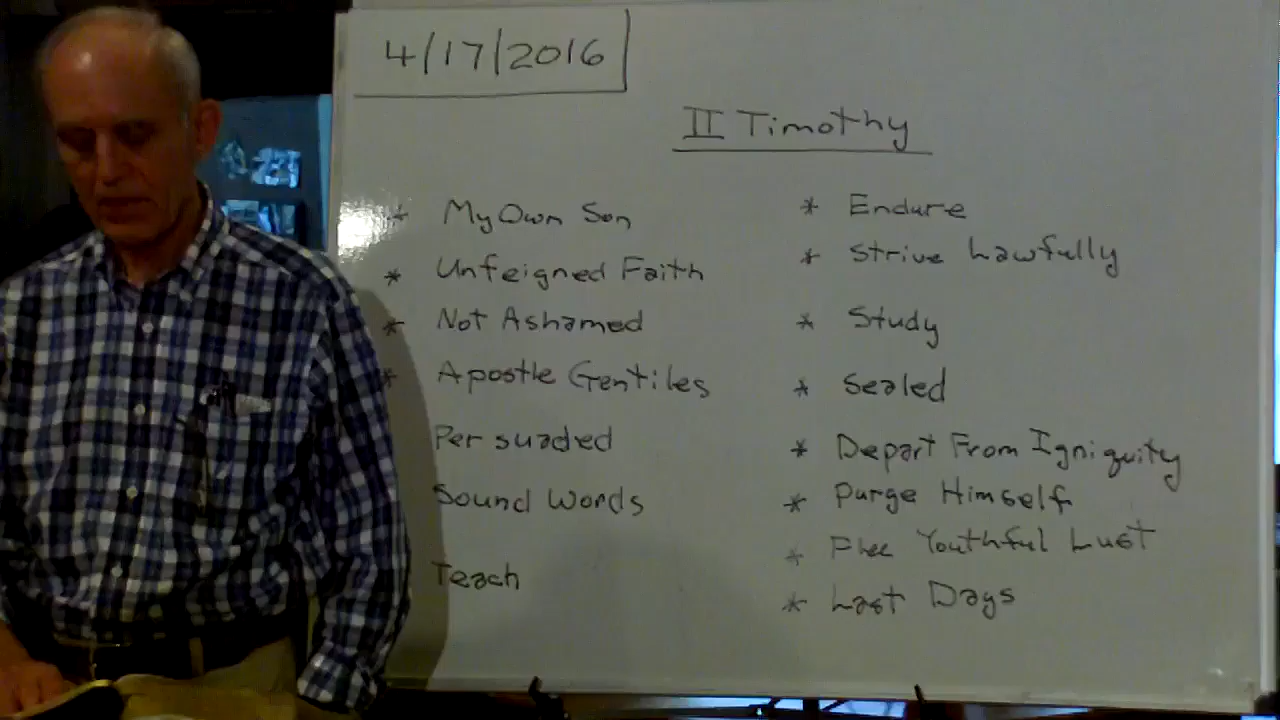 4/17/2016
II Timothy
* My Own Son
* Unfeigned Faith
* Not Ashamed
* Apostle Gentiles
Persuaded
Sound Words
Teach
* Endure
* Strive Lawfully
* Study
* Sealed
* Depart From Igniquity
* Purge Himself
* Flee Youthful Lust
* Last Days